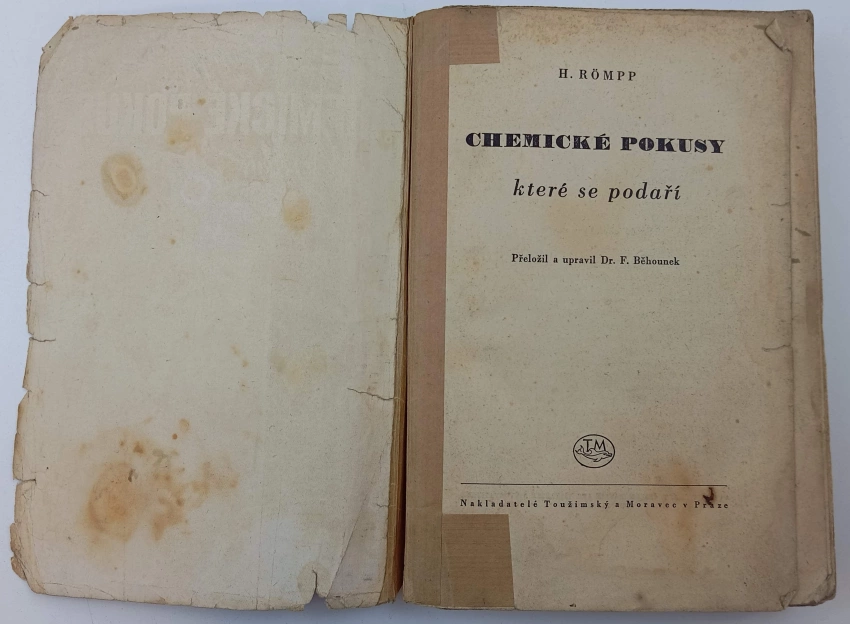 H. RÖMPP
CHEMICKÉ POKUSY
které se podaří
Přeložil a upravil Dr. F. Běhounek
TM
Nakladatelé Toužimský a Moravec v Praze